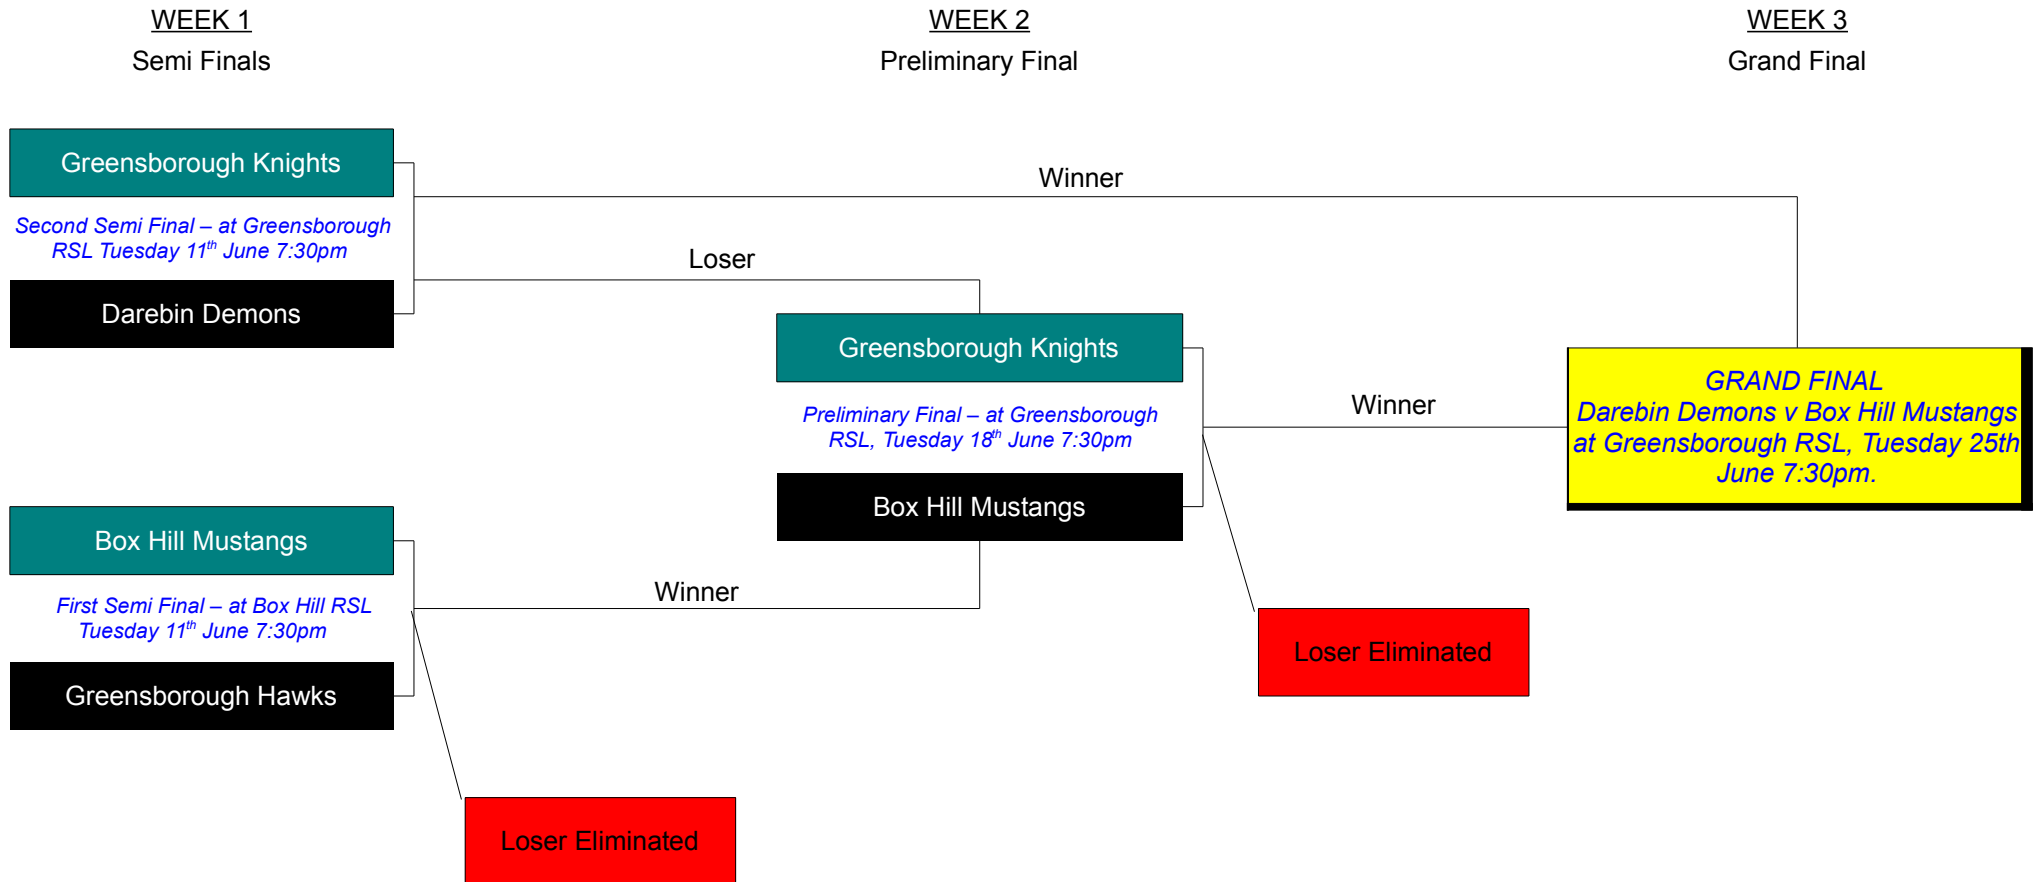 WEEK 1
Semi Finals
WEEK 2
Preliminary Final
WEEK 3
Grand Final
Greensborough Knights
Second Semi Final – at Greensborough
RSL Tuesday 11th June 7:30pm
Darebin Demons
Winner
Loser
Greensborough Knights
Preliminary Final – at Greensborough
RSL, Tuesday 18th June 7:30pm
Box Hill Mustangs
Winner
GRAND FINAL
Darebin Demons v Box Hill Mustangs
at Greensborough RSL, Tuesday 25th
June 7:30pm.
Box Hill Mustangs
First Semi Final – at Box Hill RSL
Tuesday 11th June 7:30pm
Greensborough Hawks
Winner
Loser Eliminated
Loser Eliminated